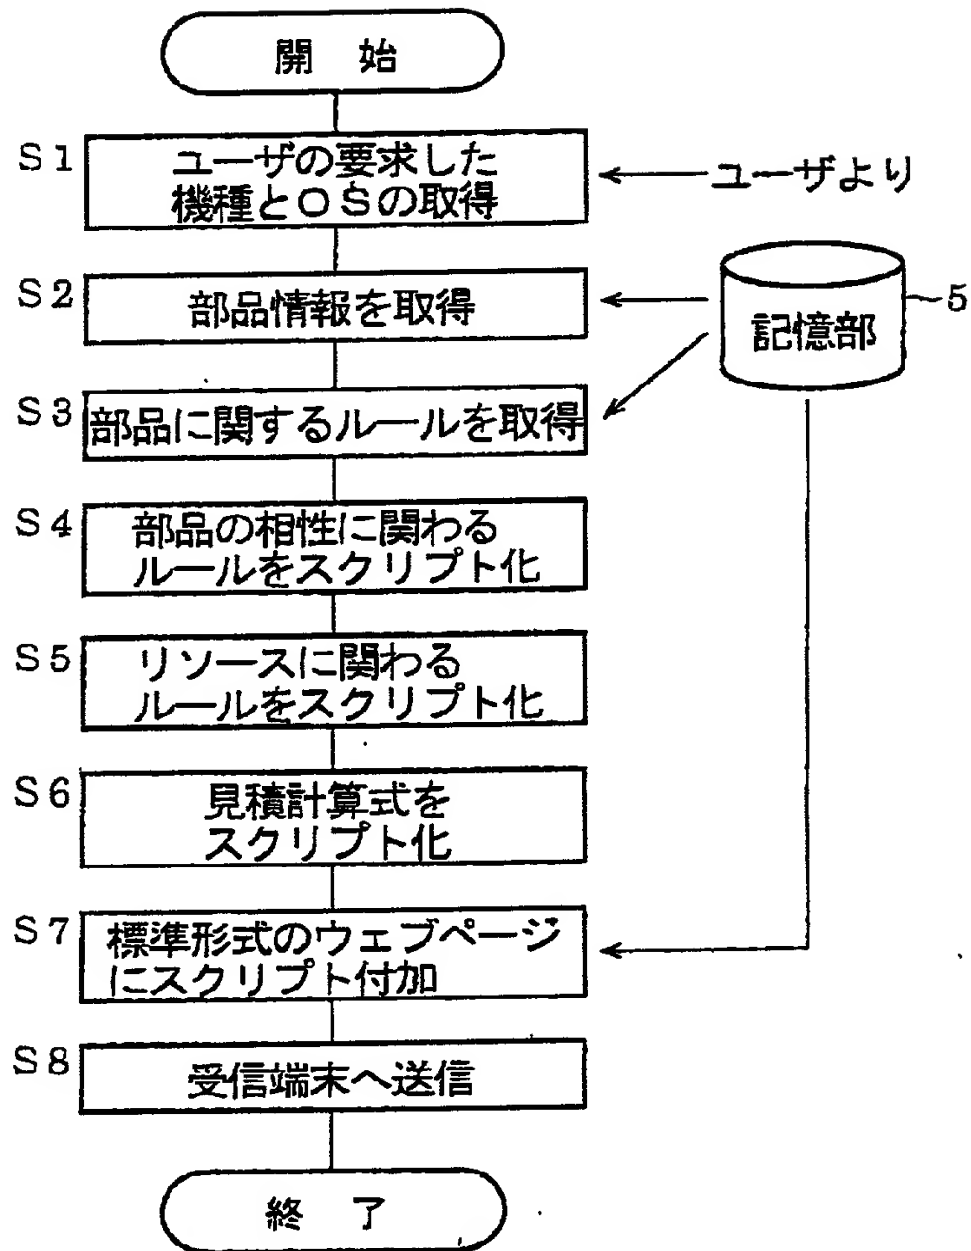 開 始
S1
ユーザの要求した
機種とOSの取得
ユーザより
S2
部品情報を取得
記憶部
5
S3
部品に関するルールを取得
S4
部品の相性に関わる
ルールをスクリプト化
S5
リソースに関わる
ルールをスクリプト化
S6
見積計算式を
スクリプト化
S7
標準形式のウェブページ
にスクリプト付加
S8
受信端末へ送信
終 了